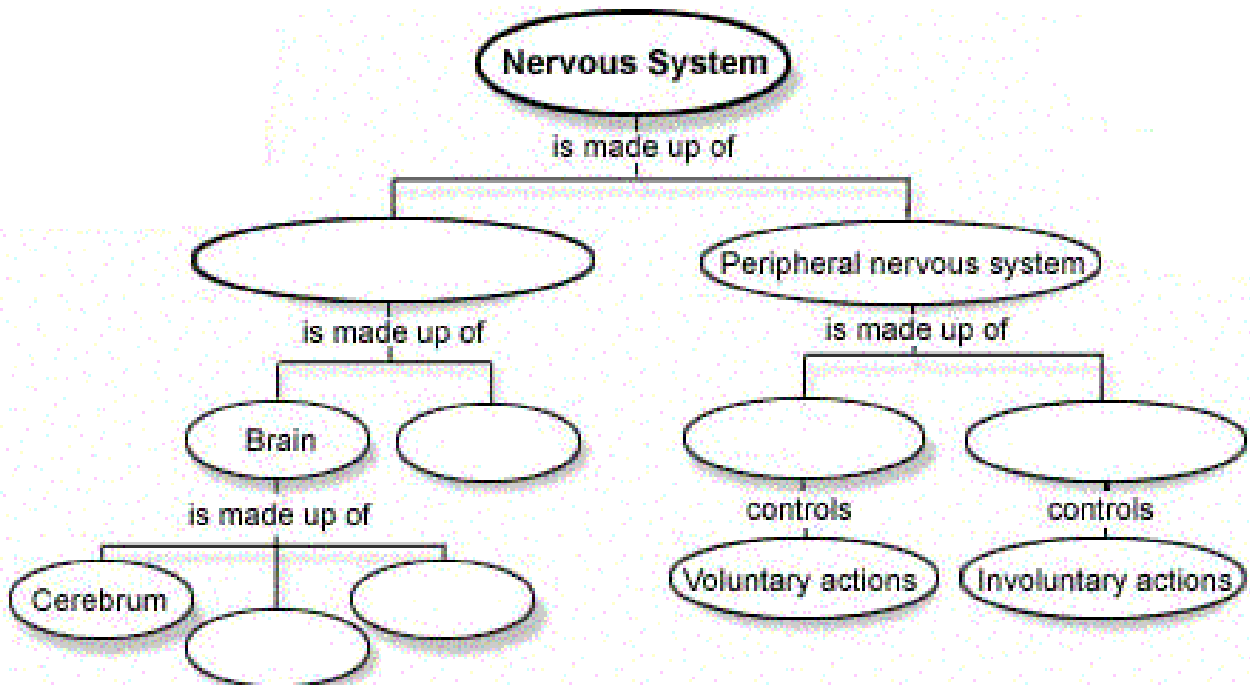 Nervous System
is made up of
Peripheral nervous system
is made up of
is made up of
Brain
is made up of
controls
controls
Cerebrum
Voluntary actions
Involuntary actions